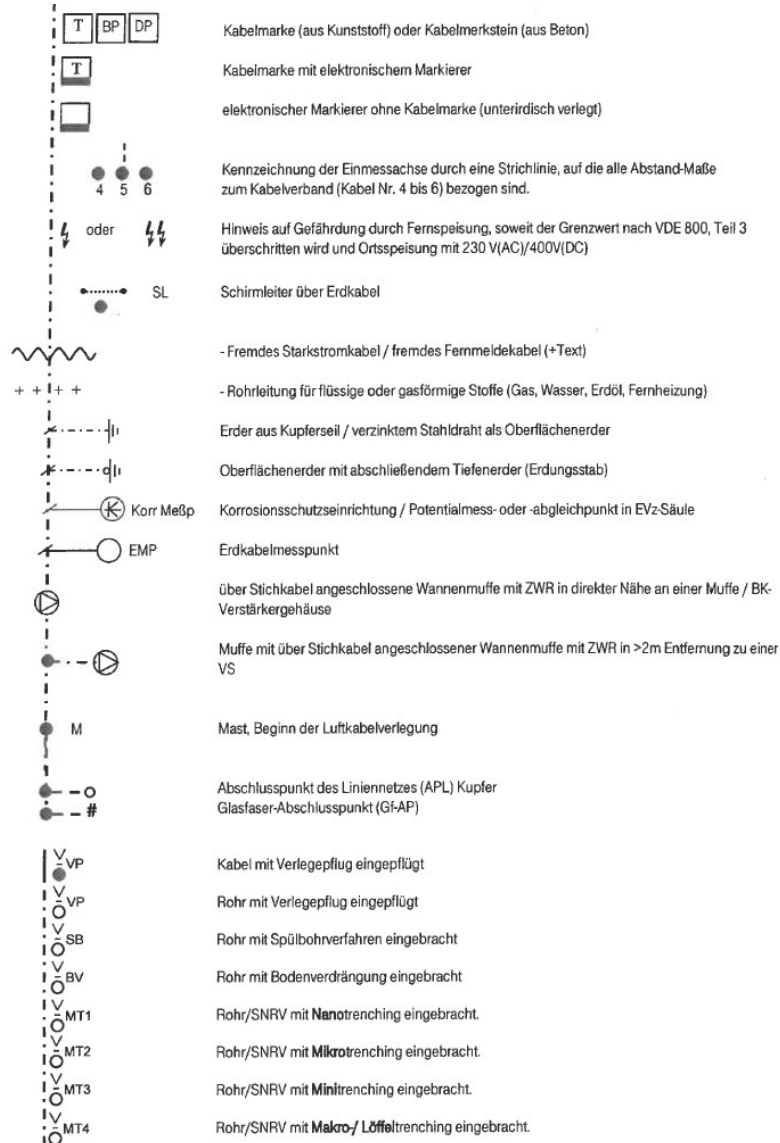 T BP DP Kabelmarke (aus Kunststoff) oder Kabelmerkstein (aus Beton)
T Kabelmarke mit elektronischem Markierer
elektronischer Markierer ohne Kabelmarke (unterirdisch verlegt)
Kennzeichnung der Einmessachse durch eine Strichlinie, auf die alle Abstand-Maße
4 5 6 zum Kabelverband (Kabel Nr. 4 bis 6) bezogen sind.
oder Hinweis auf Gefährdung durch Fernspeisung, soweit der Grenzwert nach VDE 800, Teil 3
überschritten wird und Ortsspeisung mit 230 V(AC)/400V(DC)
SL Schirmleiter über Erdkabel
- Fremdes Starkstromkabel / fremdes Fernmeldekabel (+Text)
+ + + + - Rohrleitung für flüssige oder gasförmige Stoffe (Gas, Wasser, Erdöl, Fernheizung)
Erder aus Kupferseil / verzinktem Stahldraht als Oberflächenerder
Oberflächenerder mit abschließendem Tiefenerder (Erdungsstab)
Korr Meßp Korrosionsschutzeinrichtung / Potentialmess- oder -abgleichpunkt in EVz-Säule
EMP Erdkabelmesspunkt
über Stichkabel angeschlossene Wannenmuffe mit ZWR in direkter Nähe an einer Muffe / BK-
Verstärkergehäuse
Muffe mit über Stichkabel angeschlossener Wannenmuffe mit ZWR in >2m Entfernung zu einer
VS
M Mast, Beginn der Luftkabelverlegung
Abschlusspunkt des Liniennetzes (APL) Kupfer
# Glasfaser-Abschlusspunkt (Gf-AP)
VP Kabel mit Verlegepflug eingepflügt
VP Rohr mit Verlegepflug eingepflügt
SB Rohr mit Spülbohrverfahren eingebracht
BV Rohr mit Bodenverdrängung eingebracht
MT1 Rohr/SNRV mit Nanotrenching eingebracht.
MT2 Rohr/SNRV mit Mikrotrenching eingebracht.
MT3 Rohr/SNRV mit Minitrenching eingebracht.
MT4 Rohr/SNRV mit Makro-/ Löffeltrenching eingebracht.